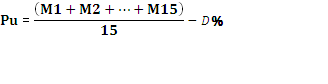 Pu = (M1 + M2 + ⋯ + M15) / 15 − D%